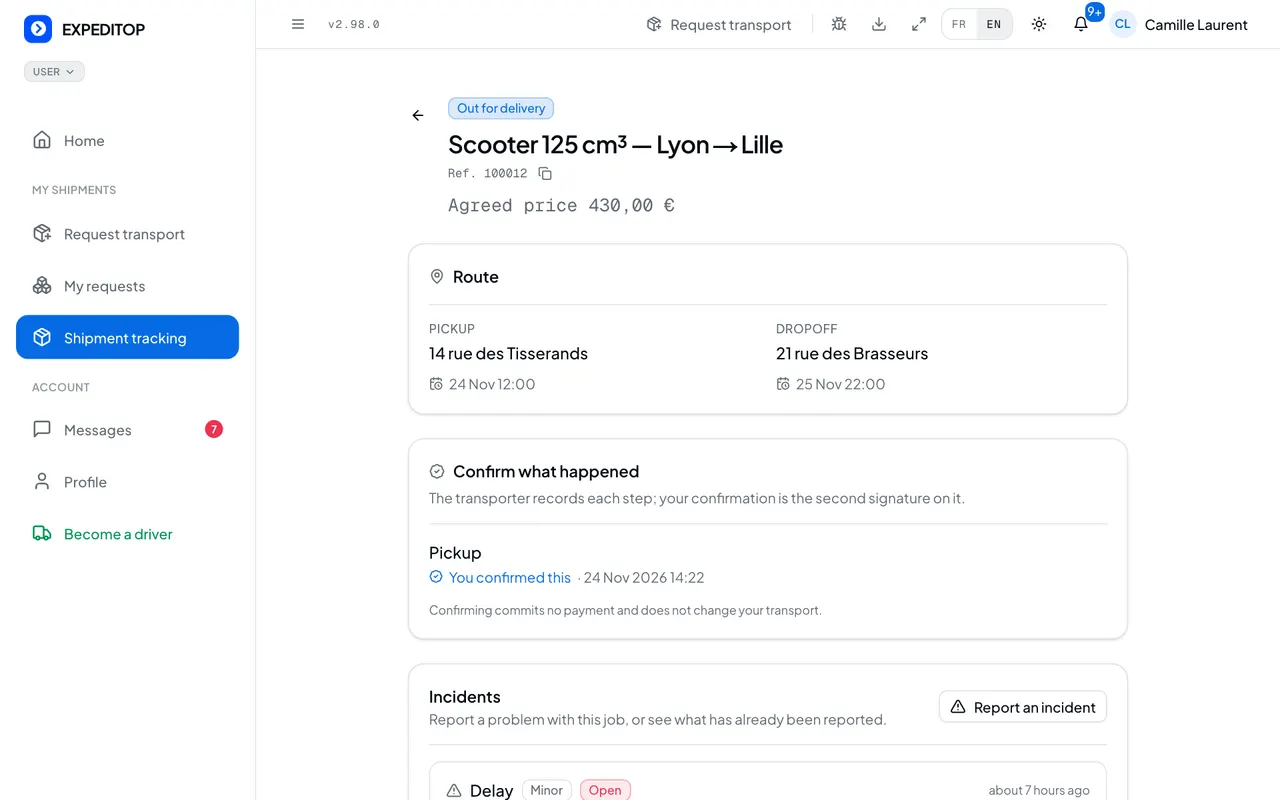 EXPEDITOP
USER
Home
MY SHIPMENTS
Request transport
My requests
Shipment tracking
ACCOUNT
Messages 7
Profile
Become a driver
v2.98.0
Request transport
FR EN
9+
CL Camille Laurent
Out for delivery
Scooter 125 cm³ — Lyon → Lille
Ref. 100012
Agreed price 430,00 €
Route
PICKUP
14 rue des Tisserands
24 Nov 12:00
DROPOFF
21 rue des Brasseurs
25 Nov 22:00
Confirm what happened
The transporter records each step; your confirmation is the second signature on it.
Pickup
You confirmed this · 24 Nov 2026 14:22
Confirming commits no payment and does not change your transport.
Incidents
Report a problem with this job, or see what has already been reported.
Report an incident
Delay Minor Open about 7 hours ago